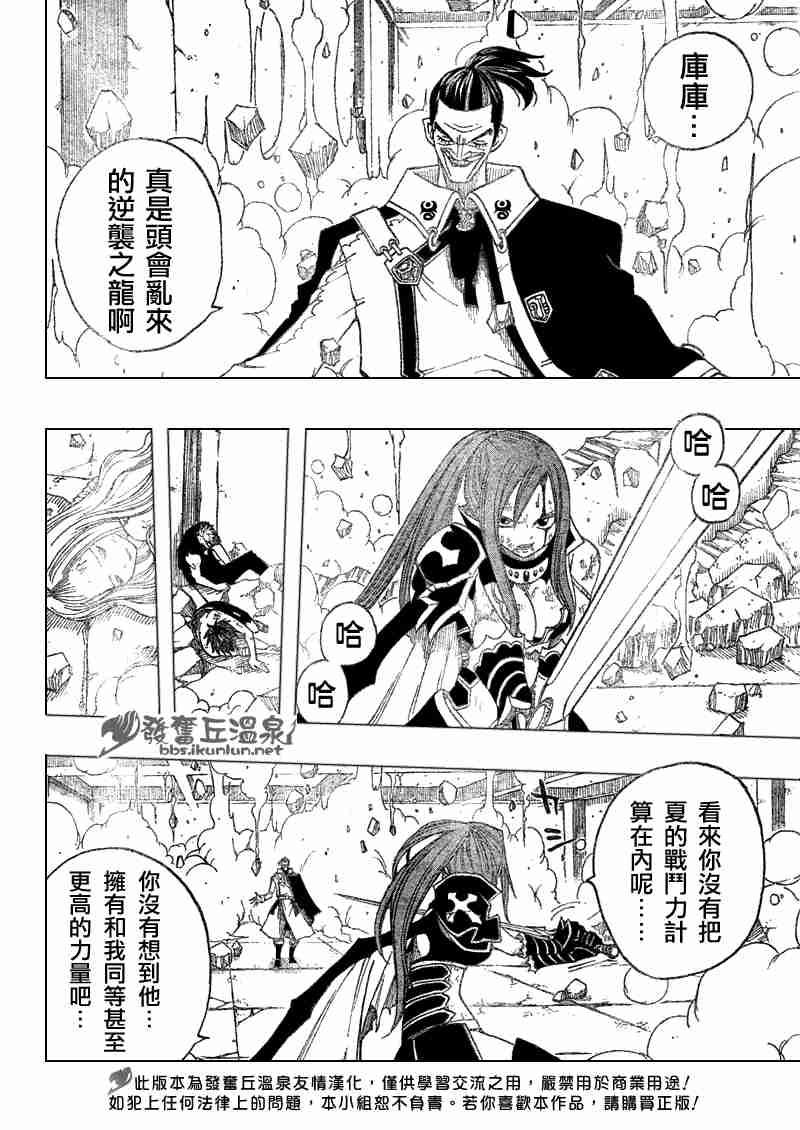 庫庫…
真是頭會亂來
的逆襲之龍啊
哈
哈
哈
哈
發奮丘溫泉
bbs.ikunlun.net
看來你沒有把
夏的戰鬥力計
算在內呢……
你沒有想到他…
擁有和我同等甚至
更高的力量吧…
此版本為發奮丘溫泉友情漢化，僅供學習交流之用，嚴禁用於商業用途！
如犯上任何法律上的問題，本小組恕不負責。若你喜歡本作品，請購買正版！